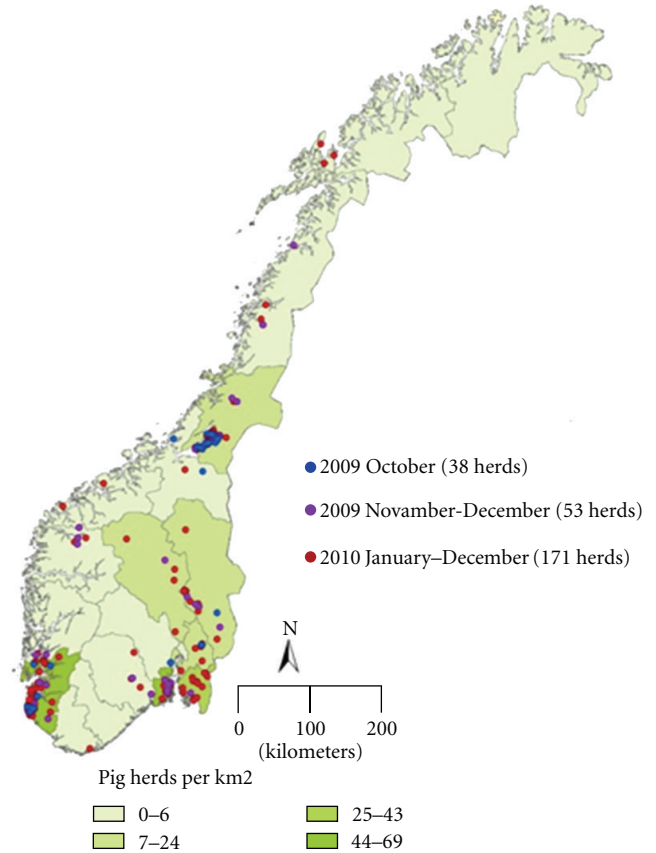 2009 October (38 herds)
2009 Novamber-December (53 herds)
2010 January–December (171 herds)
N
0 100 200
(kilometers)
Pig herds per km2
0–6 25–43
7–24 44–69